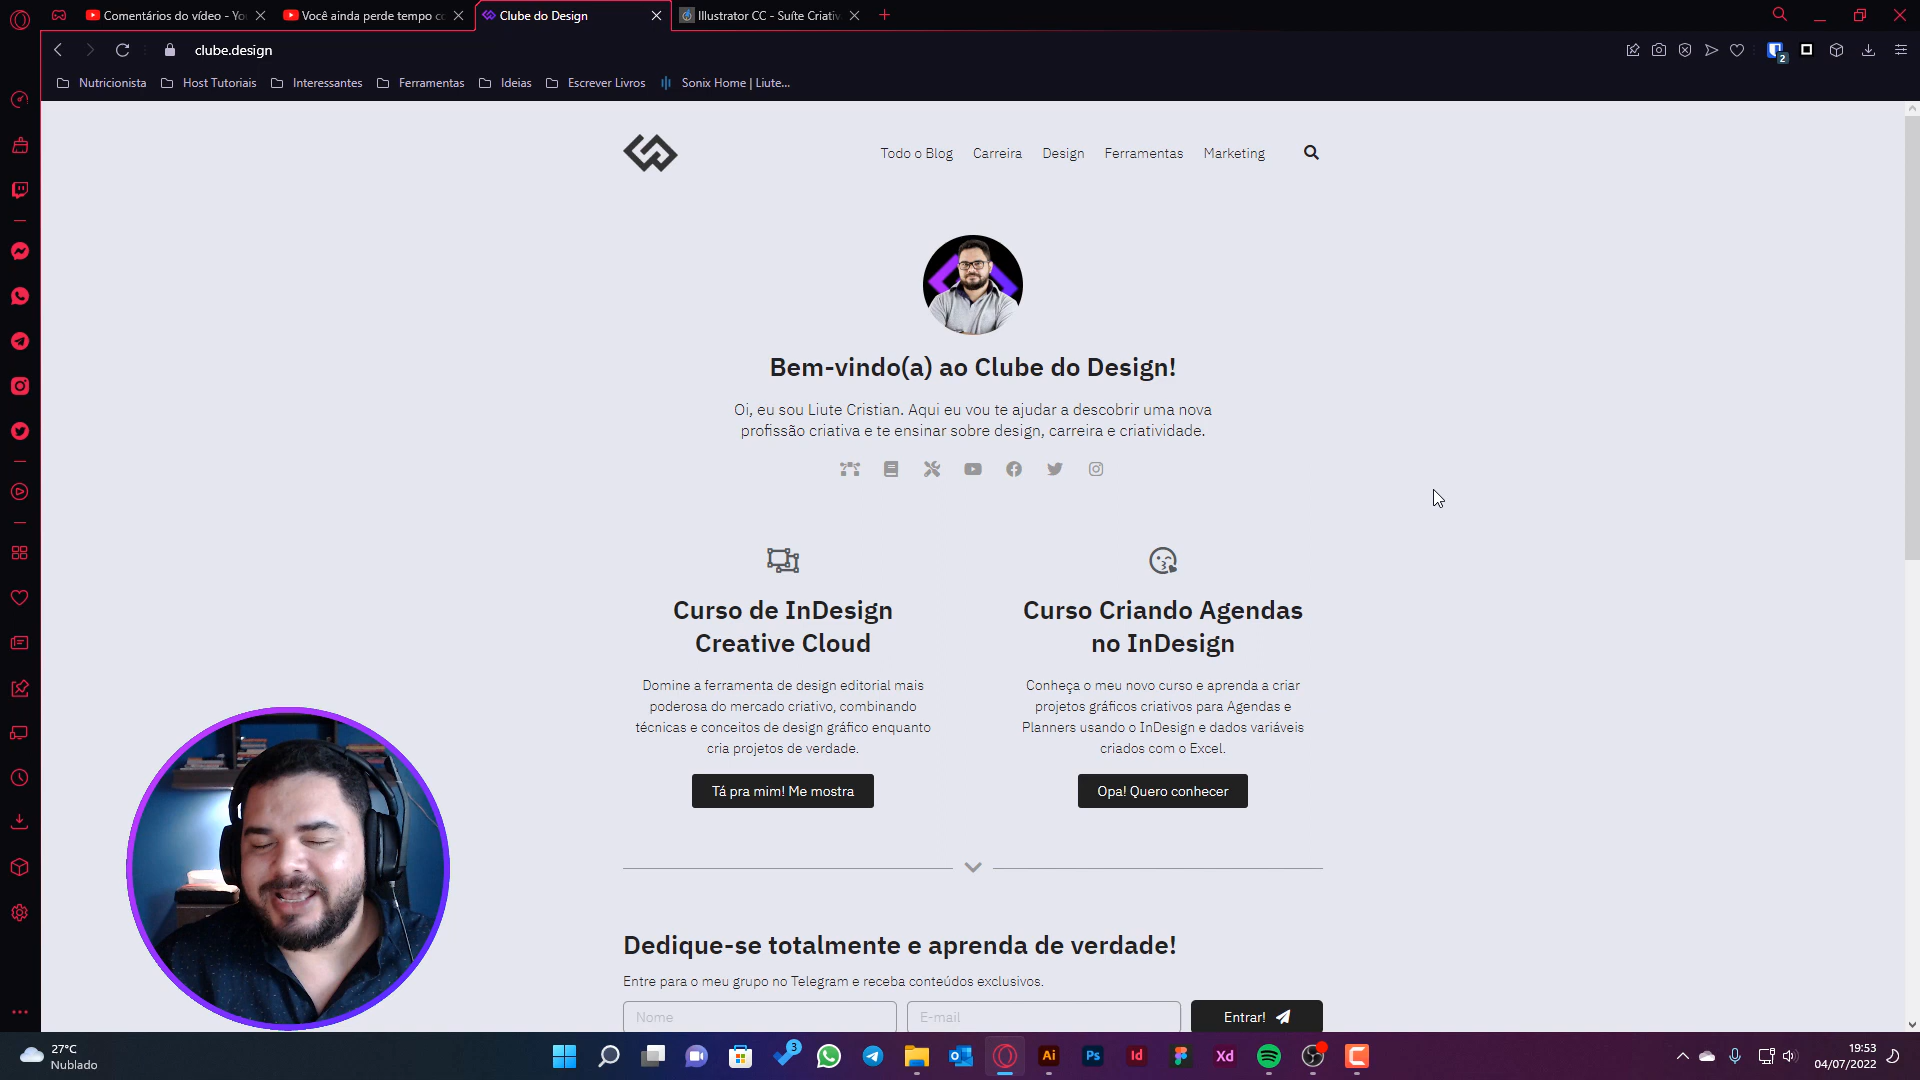 Comentários do vídeo - Yo
Você ainda perde tempo co
Clube do Design
Illustrator CC - Suíte Criativ
clube.design
2
Nutricionista
Host Tutoriais
Interessantes
Ferramentas
Ideias
Escrever Livros
Sonix Home | Liute...
Todo o Blog
Carreira
Design
Ferramentas
Marketing
Bem-vindo(a) ao Clube do Design!
Oi, eu sou Liute Cristian. Aqui eu vou te ajudar a descobrir uma nova
profissão criativa e te ensinar sobre design, carreira e criatividade.
Curso de InDesign
Creative Cloud
Domine a ferramenta de design editorial mais
poderosa do mercado criativo, combinando
técnicas e conceitos de design gráfico enquanto
cria projetos de verdade.
Tá pra mim! Me mostra
Curso Criando Agendas
no InDesign
Conheça o meu novo curso e aprenda a criar
projetos gráficos criativos para Agendas e
Planners usando o InDesign e dados variáveis
criados com o Excel.
Opa! Quero conhecer
Dedique-se totalmente e aprenda de verdade!
Entre para o meu grupo no Telegram e receba conteúdos exclusivos.
Nome
E-mail
Entrar!
27°C
Nublado
3
Ai
Ps
Id
Xd
19:53
04/07/2022